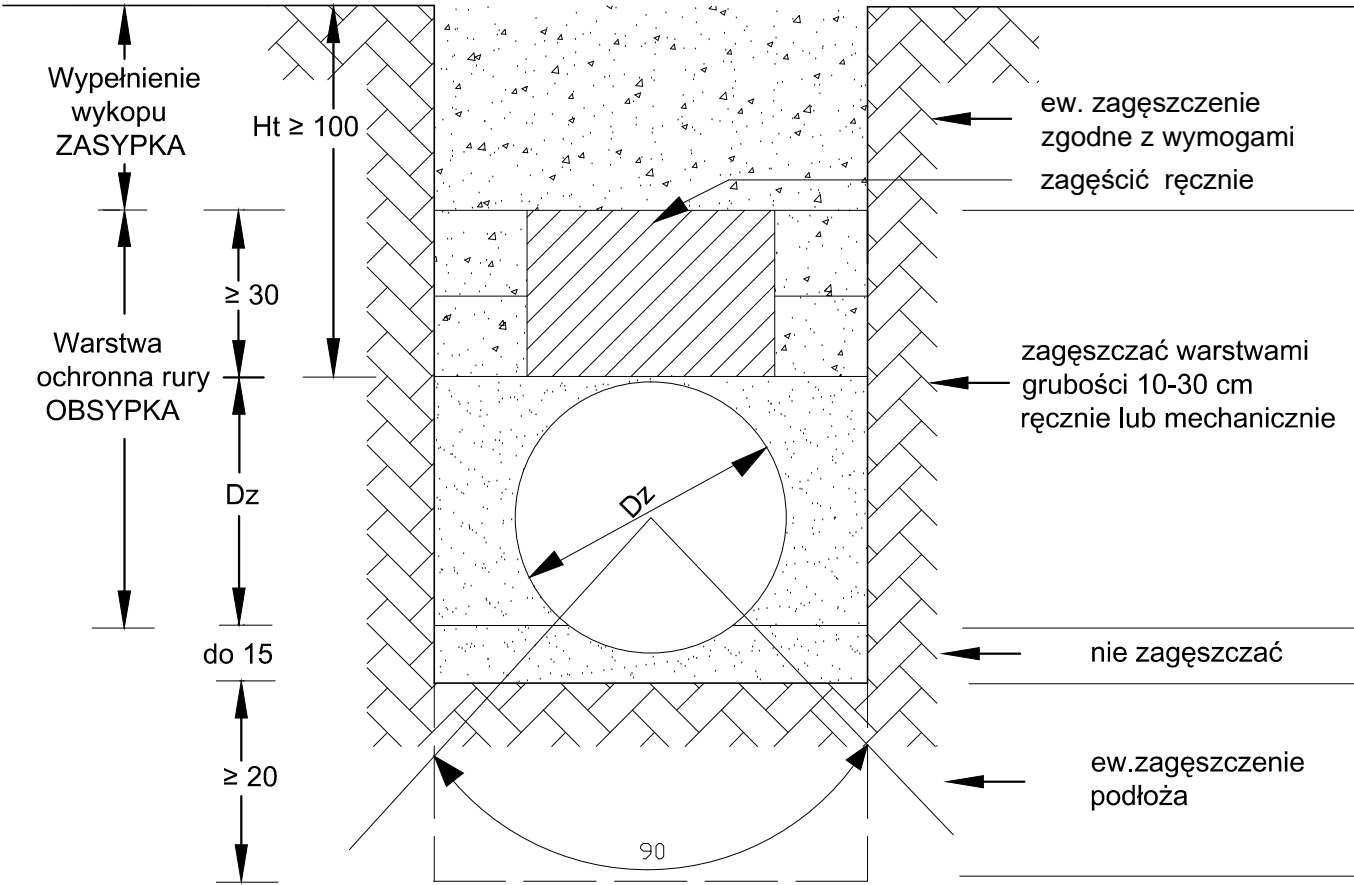 Wypełnienie
wykopu
ZASYPKA
Ht ≥ 100
ew. zagęszczenie
zgodne z wymogami
zagęścić ręcznie
≥ 30
Warstwa
ochronna rury
OBSYPKA
zagęszczać warstwami
grubości 10-30 cm
ręcznie lub mechanicznie
Dz
Dz
do 15
nie zagęszczać
≥ 20
ew.zagęszczenie
podłoża
90